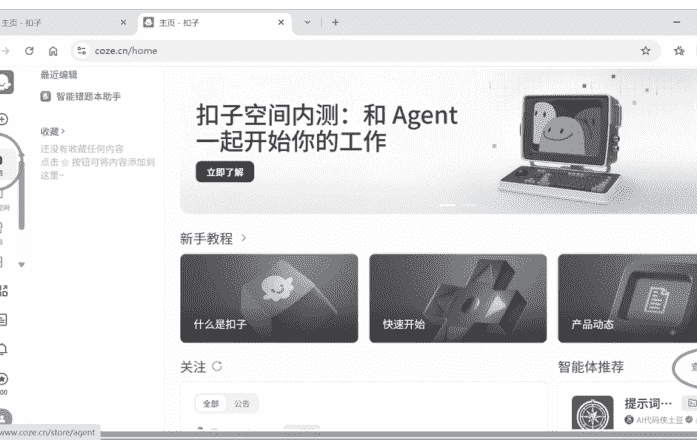 主页 - 扣子
主页 - 扣子
coze.cn/home
最近编辑
智能错题本助手
收藏 >
还没有收藏任何内容
点击 ☆ 按钮可将内容添加到
这里~
扣子空间内测：和 Agent
一起开始你的工作
立即了解
新手教程 >
什么是扣子
快速开始
产品动态
关注
智能体推荐
全部 公告
提示词…
AI代码侠土豆
www.coze.cn/store/agent